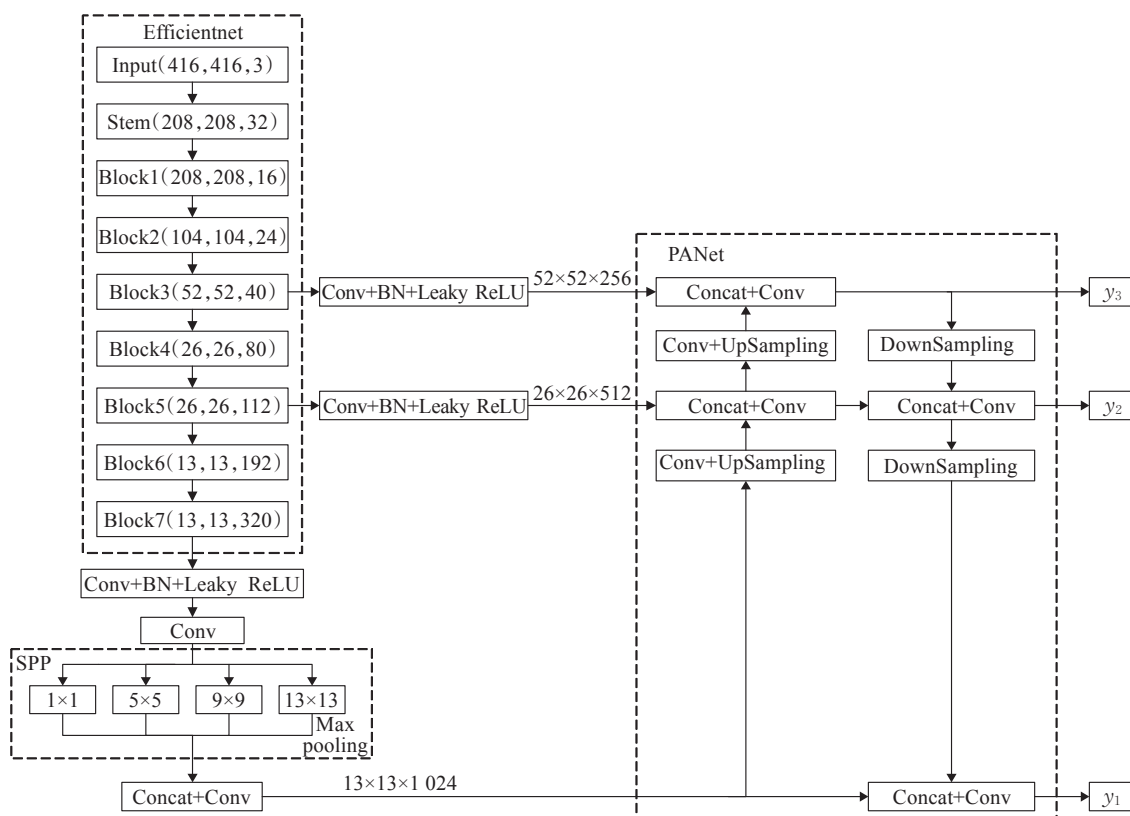 Efficientnet
Input(416,416,3)
Stem(208,208,32)
Block1(208,208,16)
Block2(104,104,24)
Block3(52,52,40)
Block4(26,26,80)
Block5(26,26,112)
Block6(13,13,192)
Block7(13,13,320)
Conv+BN+Leaky ReLU
Conv
SPP
1×1
5×5
9×9
13×13
Max
pooling
Concat+Conv
13×13×1 024
Conv+BN+Leaky ReLU
52×52×256
Conv+BN+Leaky ReLU
26×26×512
PANet
Concat+Conv
Conv+UpSampling
Concat+Conv
Conv+UpSampling
DownSampling
Concat+Conv
DownSampling
Concat+Conv
y3
y2
y1